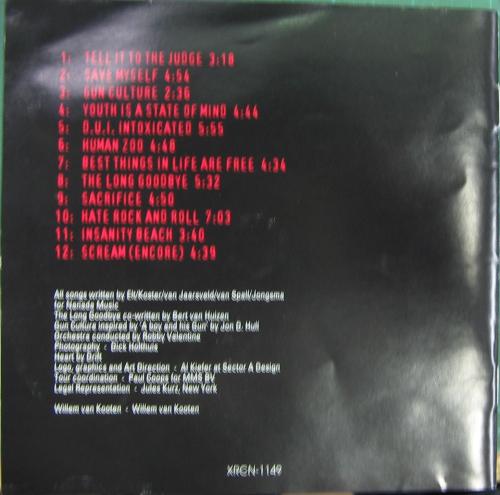 1: TELL IT TO THE JUDGE 3:18
2: SAVE MYSELF 4:54
3: GUN CULTURE 2:36
4: YOUTH IS A STATE OF MIND 4:44
5: D.U.I. INTOXICATED 5:55
6: HUMAN ZOO 4:48
7: BEST THINGS IN LIFE ARE FREE 4:34
8: THE LONG GOODBYE 5:32
9: SACRIFICE 4:50
10: HATE ROCK AND ROLL 7:03
11: INSANITY BEACH 3:40
12: SCREAM (ENCORE) 4:39
All songs written by Elt/Koster/van Jaarsveld/van Spall/Jongsma
for Nanada Music
The Long Goodbye co-written by Bert van Huizen
Gun Culture inspired by 'A boy and his Gun' by Jon D. Hull
Orchestra conducted by Robby Valentine
Photography : Dick Holthuis
Heart by Drift
Logo, graphics and Art Direction : Al Kiefer at Sector A Design
Tour coordination : Paul Coops for MMS BV
Legal Representation : Jules Kurz, New York
Willem van Kooten : Willem van Kooten
XRCN-1149